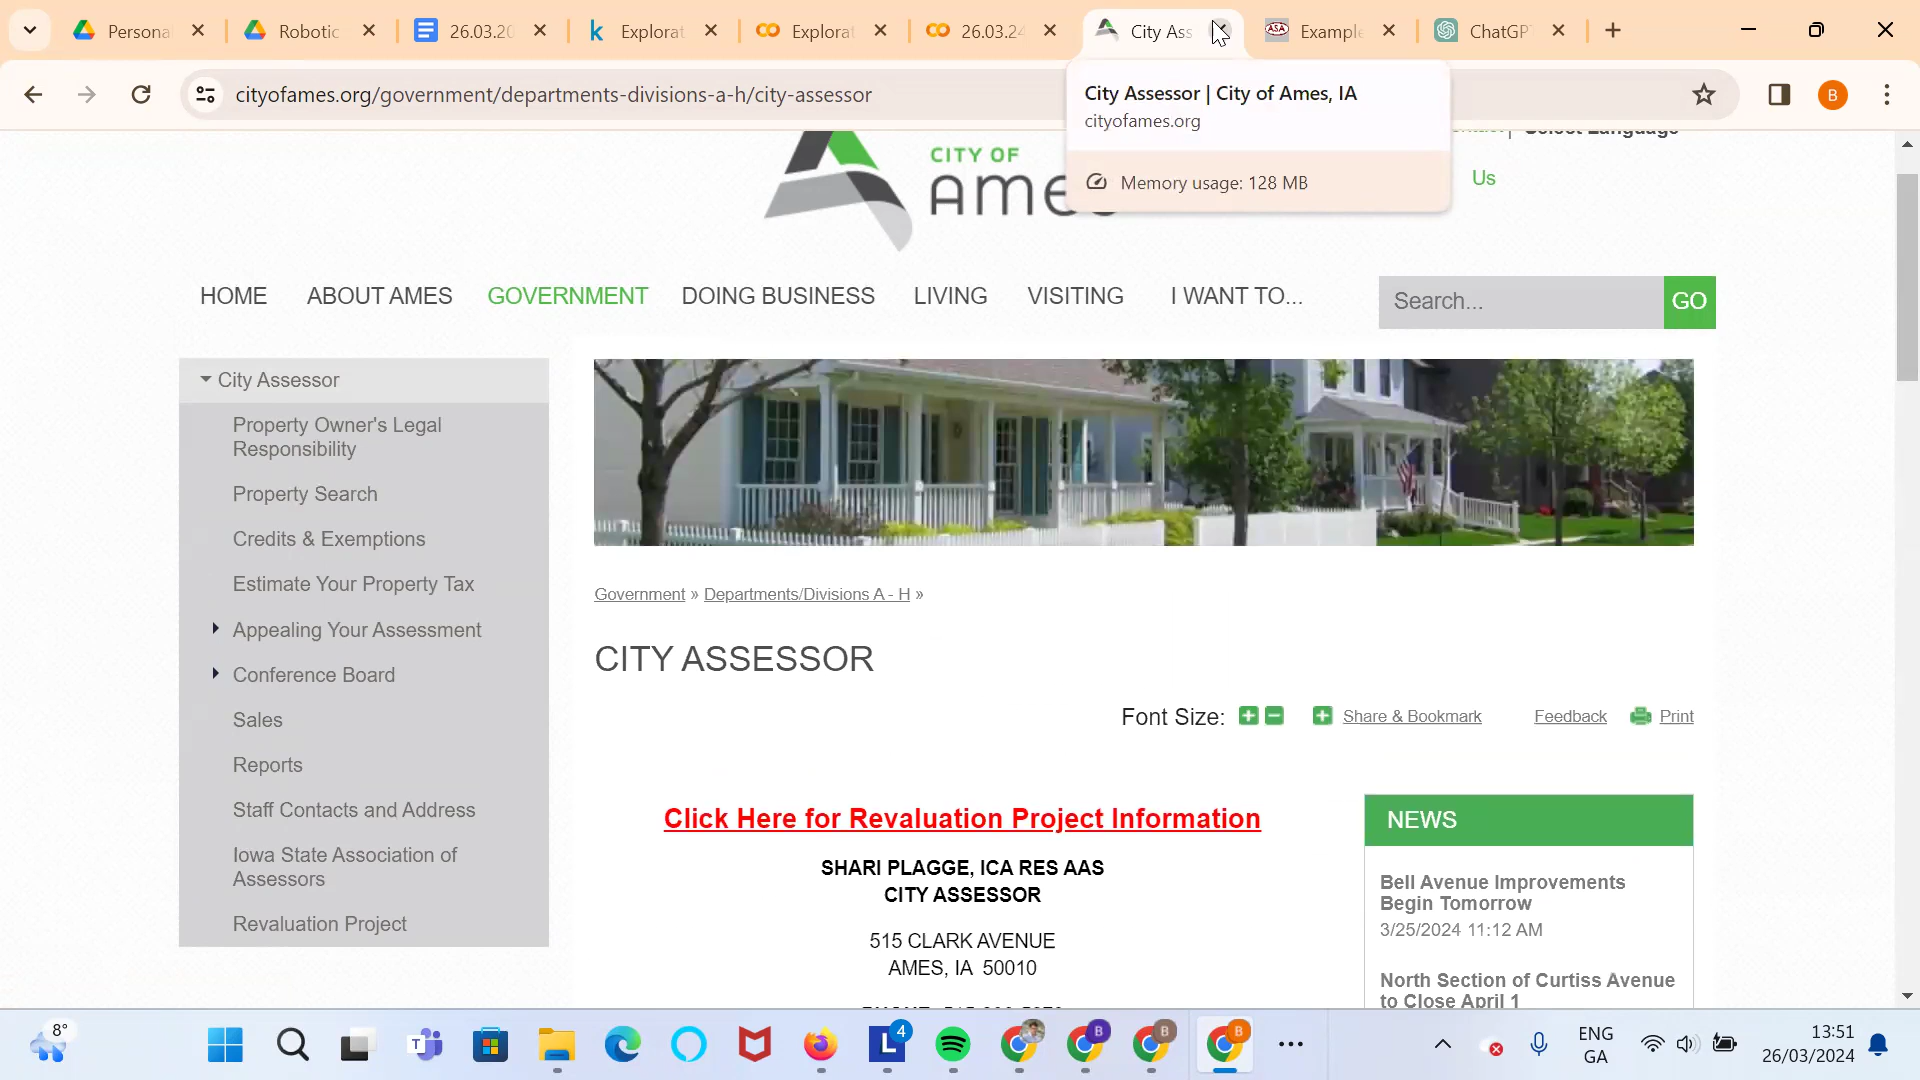 Persona
Robotic
26.03.20
Explorat
Explorat
26.03.24
City Ass
Example
ChatGPT
cityofames.org/government/departments-divisions-a-h/city-assessor
B
City Assessor | City of Ames, IA
cityofames.org
Memory usage: 128 MB
Select Language
Us
CITY OF
AMES
HOME
ABOUT AMES
GOVERNMENT
DOING BUSINESS
LIVING
VISITING
I WANT TO...
Search...
GO
City Assessor
Property Owner's Legal
Responsibility
Property Search
Credits & Exemptions
Estimate Your Property Tax
Appealing Your Assessment
Conference Board
Sales
Reports
Staff Contacts and Address
Iowa State Association of
Assessors
Revaluation Project
Government » Departments/Divisions A - H »
CITY ASSESSOR
Font Size:
Share & Bookmark
Feedback
Print
Click Here for Revaluation Project Information
SHARI PLAGGE, ICA RES AAS
CITY ASSESSOR
515 CLARK AVENUE
AMES, IA 50010
NEWS
Bell Avenue Improvements
Begin Tomorrow
3/25/2024 11:12 AM
North Section of Curtiss Avenue
to Close April 1
8°
4
B
B
B
ENG
GA
13:51
26/03/2024